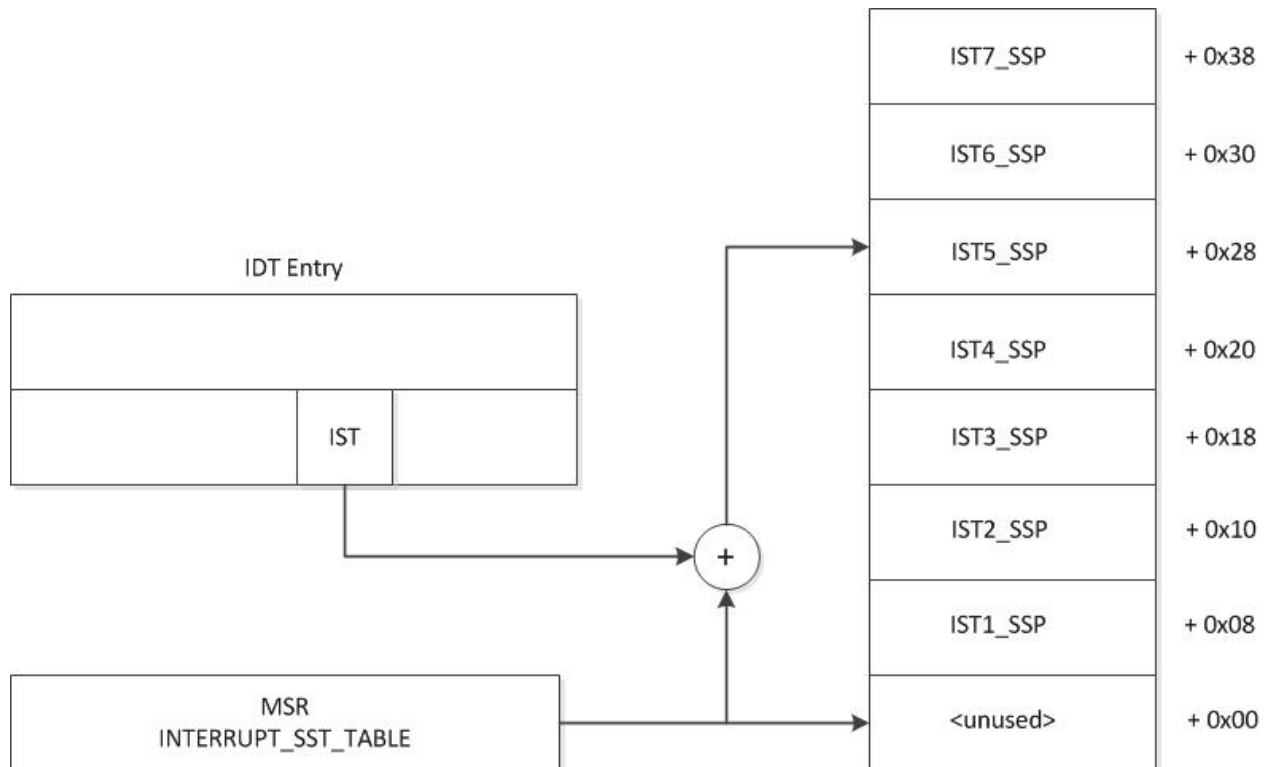 IST7_SSP + 0x38
IST6_SSP + 0x30
IST5_SSP + 0x28
IDT Entry
IST4_SSP + 0x20
IST IST3_SSP + 0x18
IST2_SSP + 0x10
+
IST1_SSP + 0x08
MSR
INTERRUPT_SST_TABLE
<unused> + 0x00